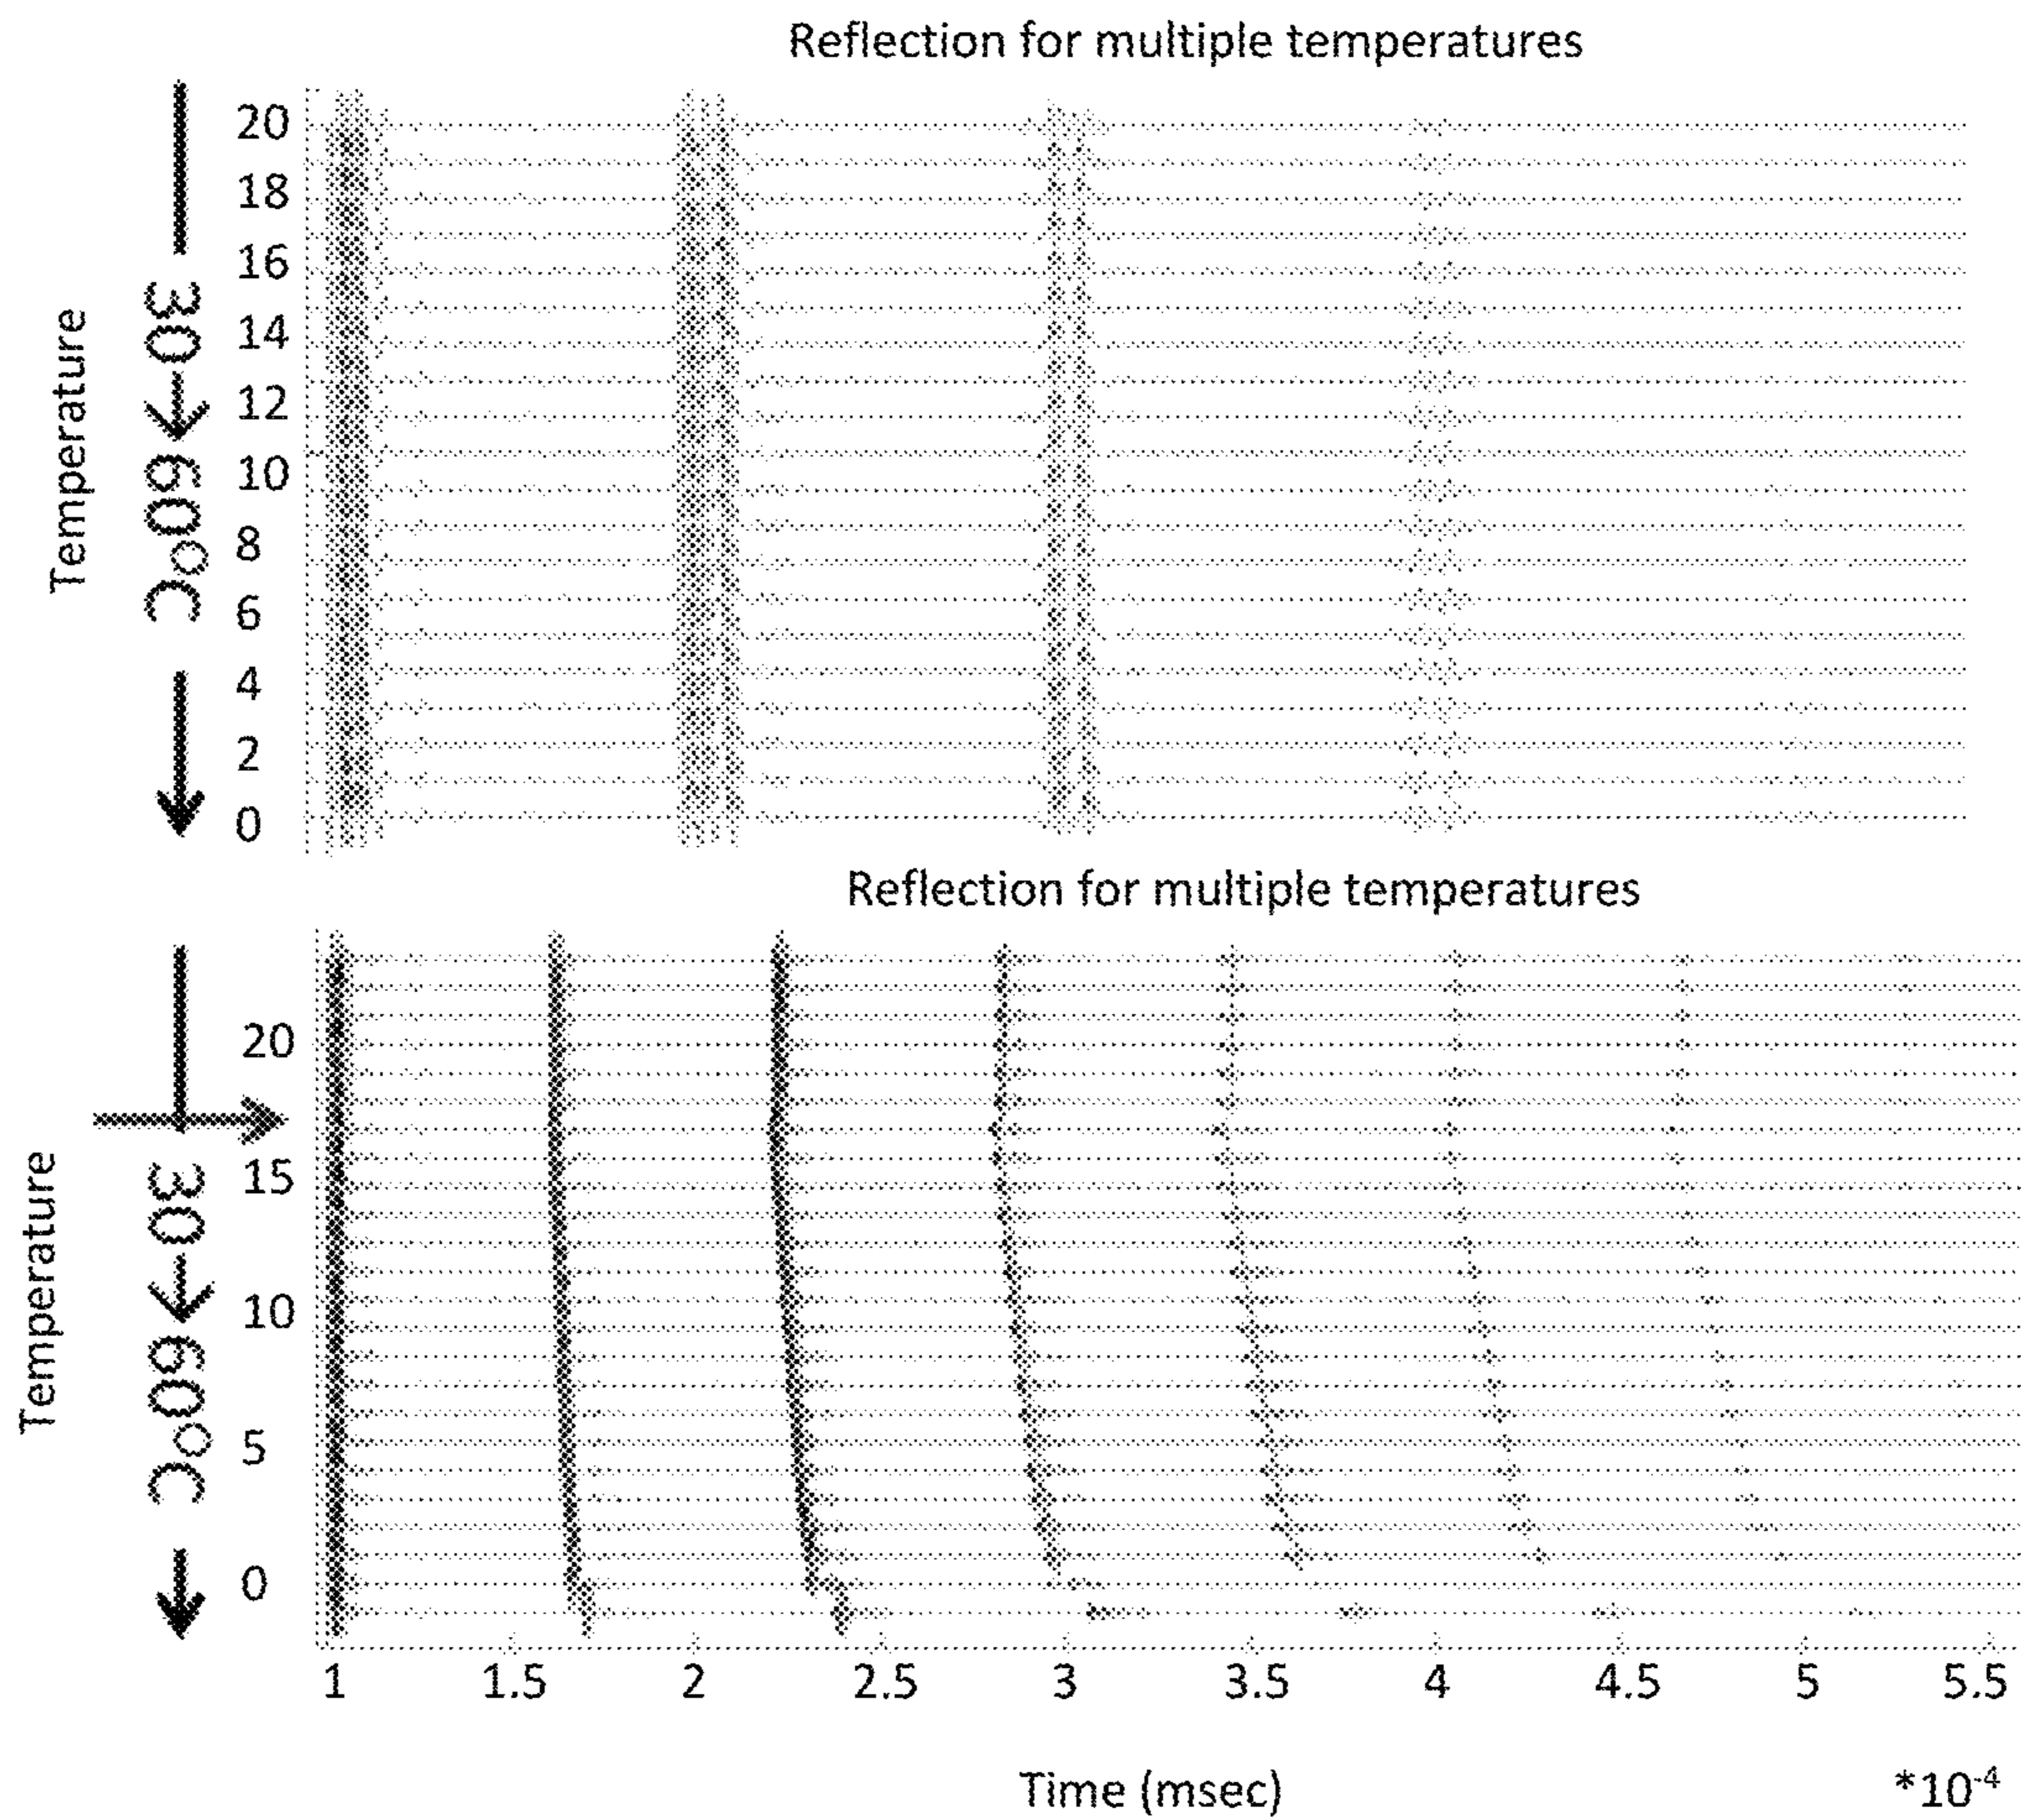 Reflection for multiple temperatures
Temperature
30→60°C
20
18
16
14
12
10
8
6
4
2
0
Reflection for multiple temperatures
Temperature
30→60°C
20
15
10
5
0
1 1.5 2 2.5 3 3.5 4 4.5 5 5.5
Time (msec) *10-4